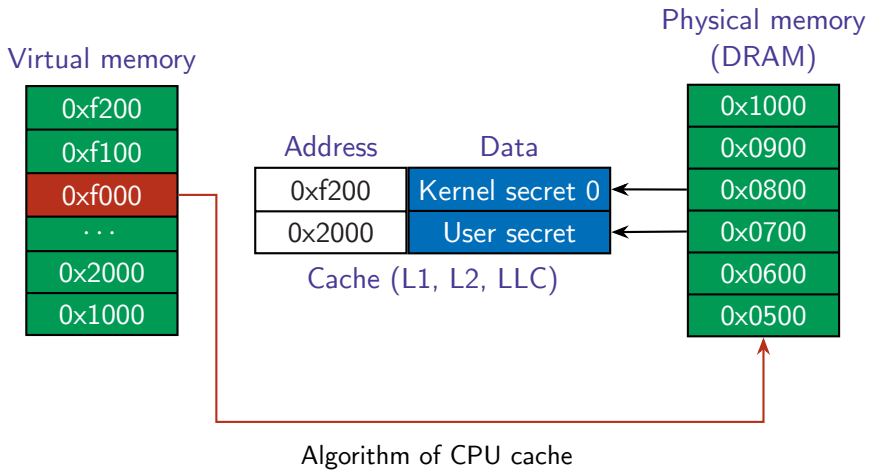 Virtual memory
0xf200
0xf100
0xf000
···
0x2000
0x1000
Address Data
0xf200 Kernel secret 0
0x2000 User secret
Cache (L1, L2, LLC)
Physical memory
(DRAM)
0x1000
0x0900
0x0800
0x0700
0x0600
0x0500
Algorithm of CPU cache